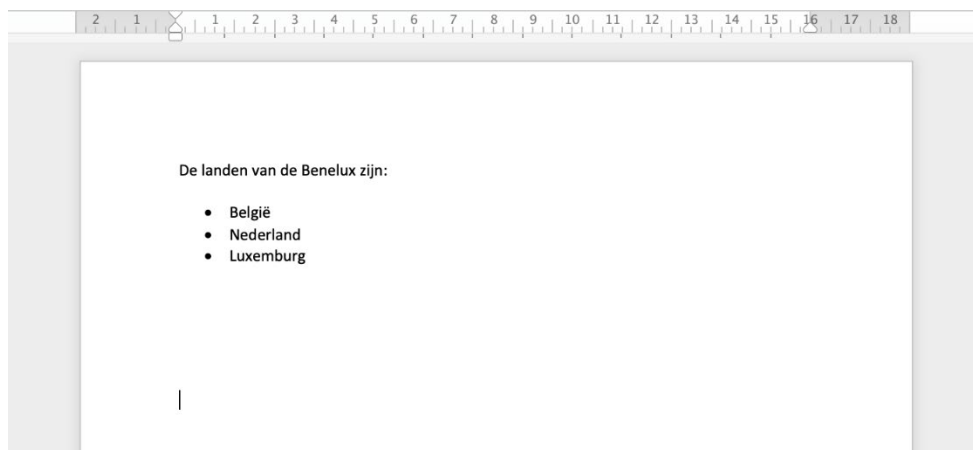 2 1 1 2 3 4 5 6 7 8 9 10 11 12 13 14 15 16 17 18
De landen van de Benelux zijn:
• België
• Nederland
• Luxemburg